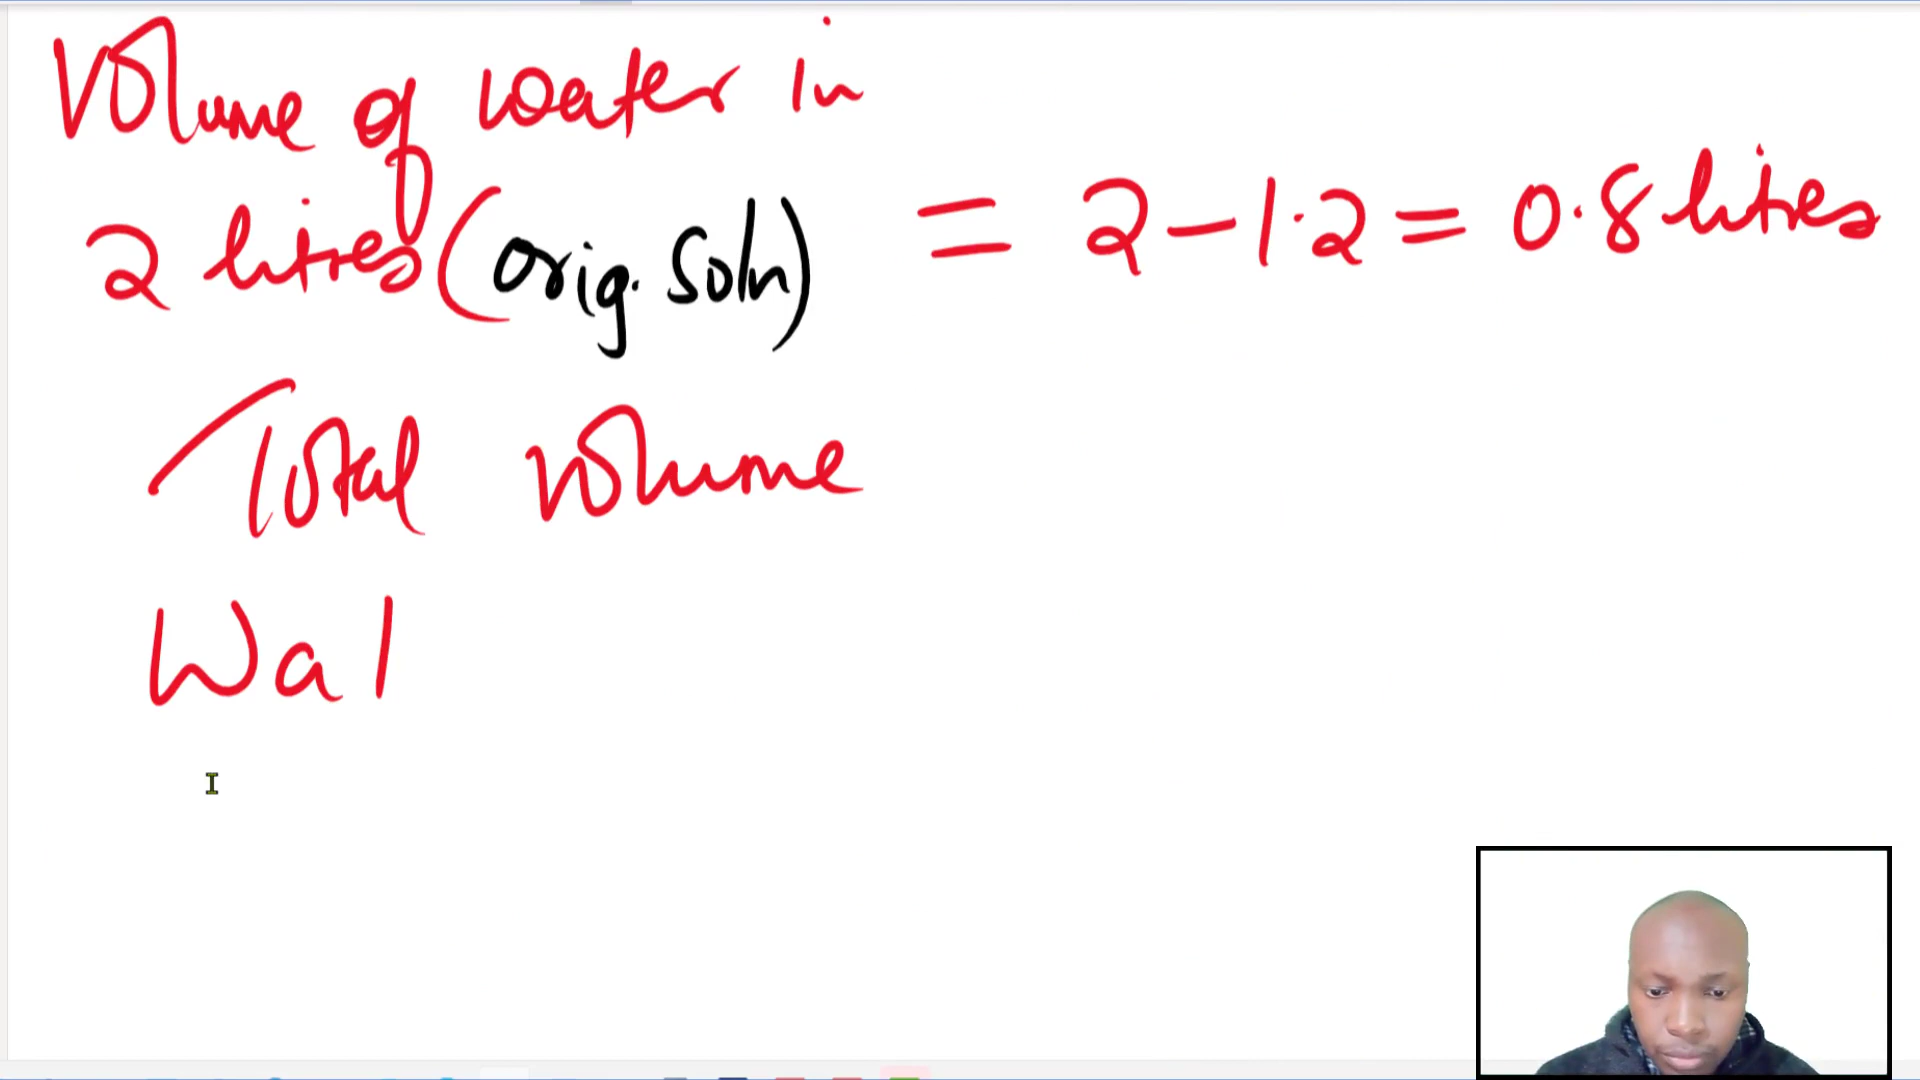 Volume of water in
2 litres (orig. soln) = 2 - 1.2 = 0.8 litres
Total volume
Wa